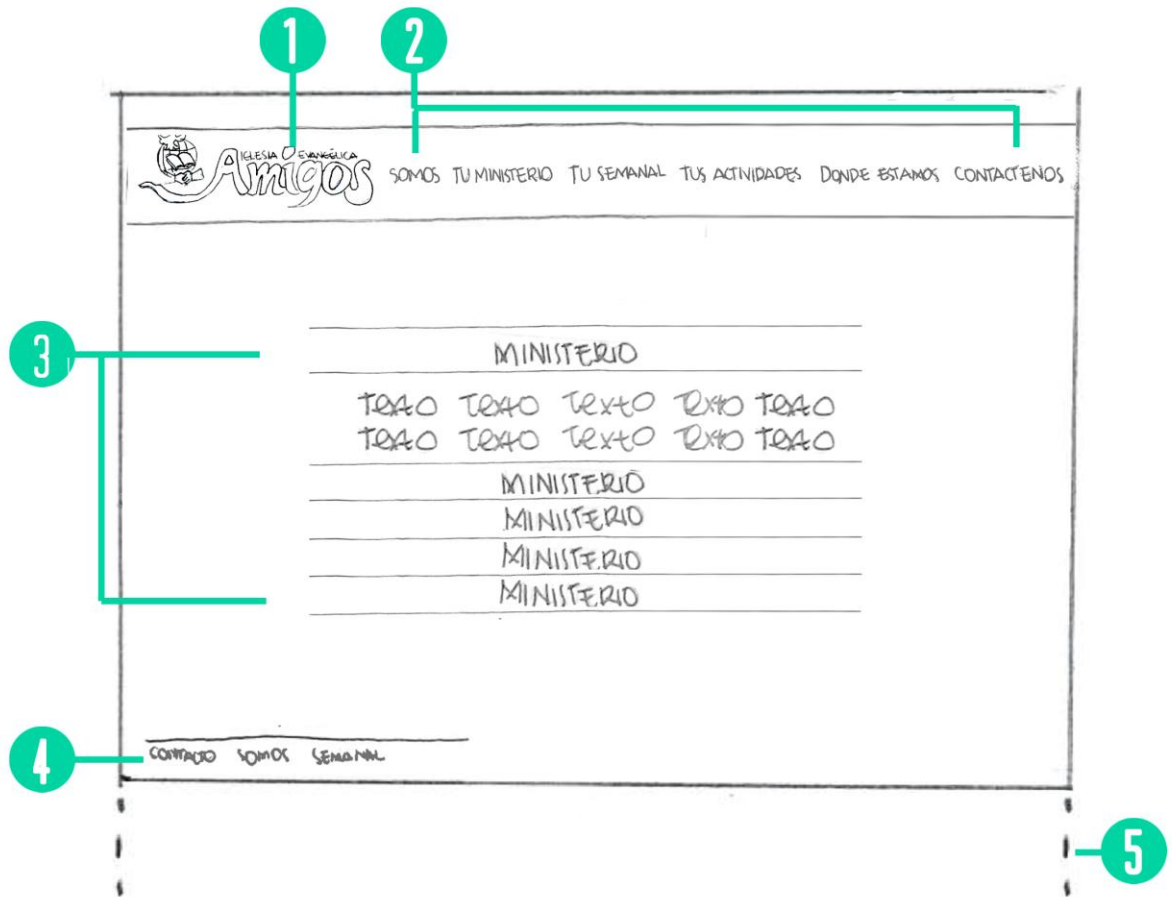 1 2
IGLESIA EVANGÉLICA
Amigos
SOMOS TU MINISTERIO TU SEMANAL TUS ACTIVIDADES DONDE ESTAMOS CONTACTENOS
3
MINISTERIO
Texto Texto Texto Texto Texto
Texto Texto Texto Texto Texto
MINISTERIO
MINISTERIO
MINISTERIO
MINISTERIO
4
CONTACTO SOMOS SEMANAL
5